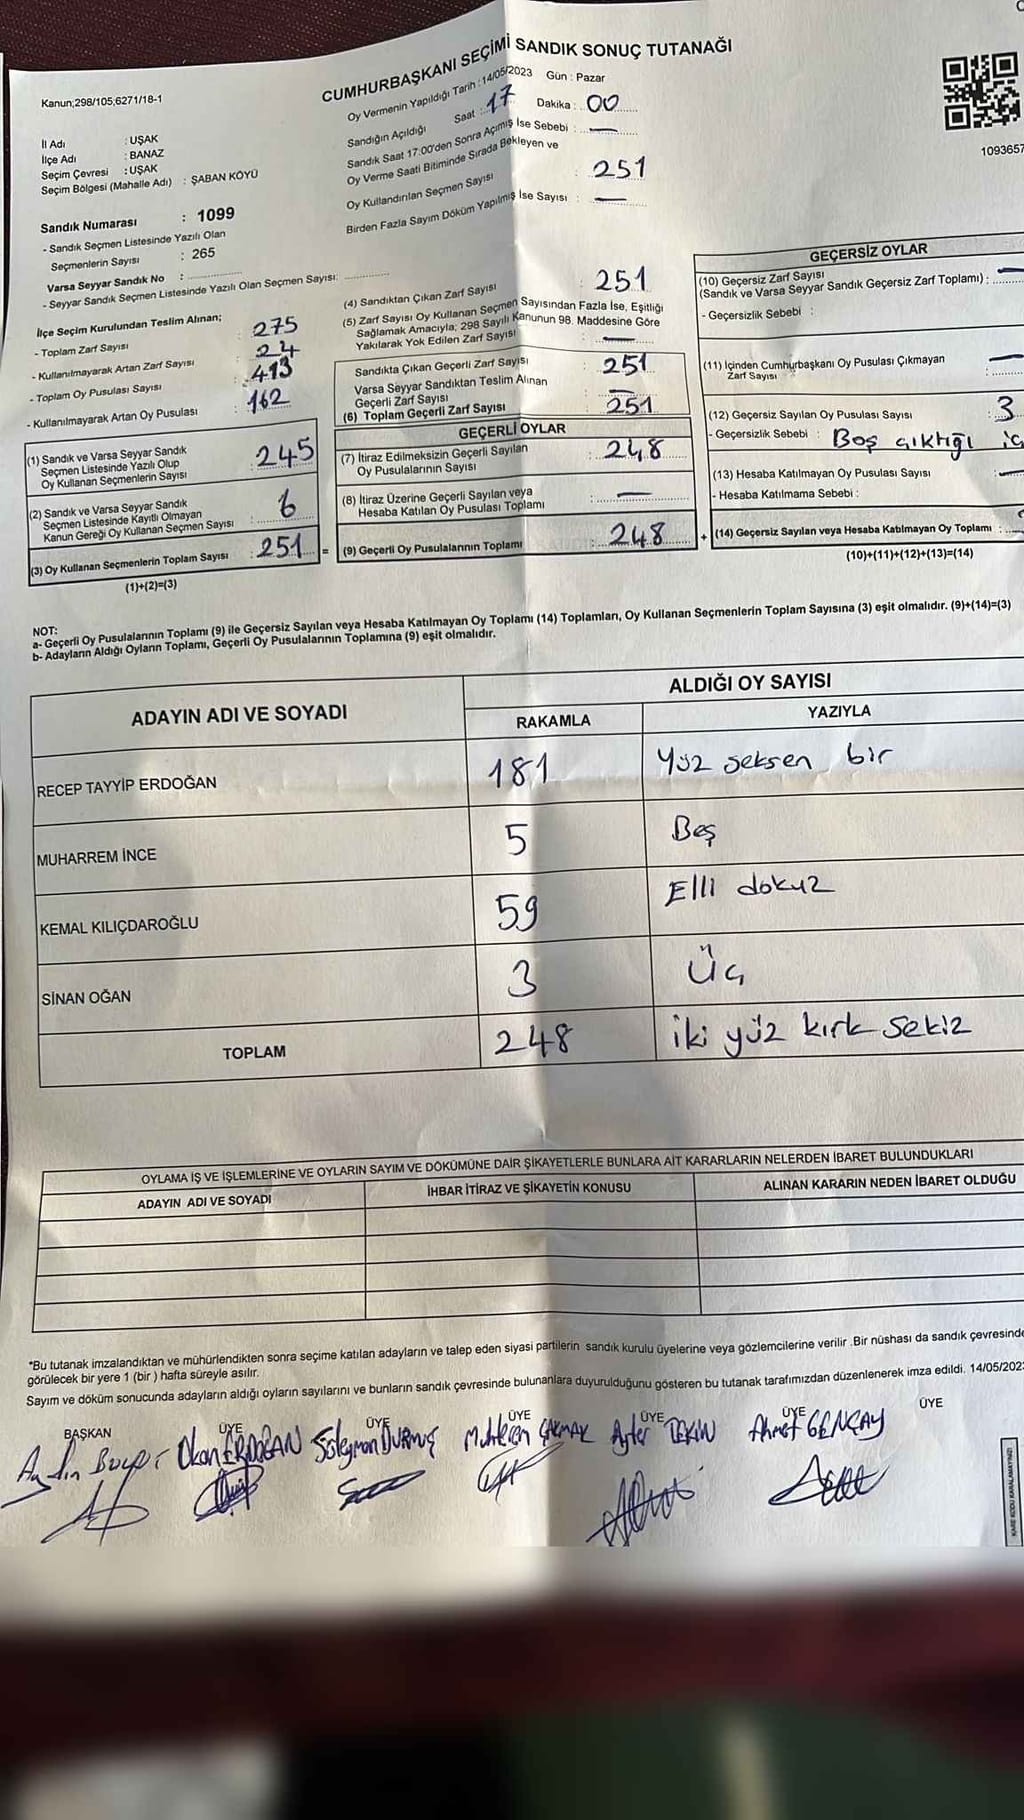 CUMHURBAŞKANI SEÇİMİ SANDIK SONUÇ TUTANAĞI
Kanun;298/105,6271/18-1
Oy Vermenin Yapıldığı Tarih : 14/05/2023 Gün : Pazar
Sandığın Açıldığı Saat : 17 Dakika : 00
Sandık Saat 17:00'den Sonra Açımış İse Sebebi : —
Oy Verme Saati Bitiminde Sırada Bekleyen ve
Oy Kullandırılan Seçmen Sayısı : 251
Birden Fazla Sayım Döküm Yapılmış İse Sayısı : —
1093657
İl Adı : UŞAK
İlçe Adı : BANAZ
Seçim Çevresi : UŞAK
Seçim Bölgesi (Mahalle Adı) : ŞABAN KÖYÜ
Sandık Numarası : 1099
- Sandık Seçmen Listesinde Yazılı Olan
Seçmenlerin Sayısı : 265
Varsa Seyyar Sandık No :
- Seyyar Sandık Seçmen Listesinde Yazılı Olan Seçmen Sayısı:
İlçe Seçim Kurulundan Teslim Alınan;
- Toplam Zarf Sayısı : 275
- Kullanılmayarak Artan Zarf Sayısı : 24
- Toplam Oy Pusulası Sayısı : 413
- Kullanılmayarak Artan Oy Pusulası : 162
(1) Sandık ve Varsa Seyyar Sandık
Seçmen Listesinde Yazılı Olup
Oy Kullanan Seçmenlerin Sayısı : 245
(2) Sandık ve Varsa Seyyar Sandık
Seçmen Listesinde Kayıtlı Olmayan
Kanun Gereği Oy Kullanan Seçmen Sayısı : 6
(3) Oy Kullanan Seçmenlerin Toplam Sayısı : 251 =
(1)+(2)=(3)
(4) Sandıktan Çıkan Zarf Sayısı : 251
(5) Zarf Sayısı Oy Kullanan Seçmen Sayısından Fazla İse, Eşitliği
Sağlamak Amacıyla; 298 Sayılı Kanunun 98. Maddesine Göre
Yakılarak Yok Edilen Zarf Sayısı : —
Sandıkta Çıkan Geçerli Zarf Sayısı : 251
Varsa Seyyar Sandıktan Teslim Alınan
Geçerli Zarf Sayısı : —
(6) Toplam Geçerli Zarf Sayısı : 251
GEÇERLİ OYLAR
(7) İtiraz Edilmeksizin Geçerli Sayılan
Oy Pusulalarının Sayısı : 248
(8) İtiraz Üzerine Geçerli Sayılan veya
Hesaba Katılan Oy Pusulası Toplamı : —
(9) Geçerli Oy Pusulalarının Toplamı : 248 +
GEÇERSİZ OYLAR
(10) Geçersiz Zarf Sayısı
(Sandık ve Varsa Seyyar Sandık Geçersiz Zarf Toplamı) : —
- Geçersizlik Sebebi :
(11) İçinden Cumhurbaşkanı Oy Pusulası Çıkmayan
Zarf Sayısı : —
(12) Geçersiz Sayılan Oy Pusulası Sayısı : 3
- Geçersizlik Sebebi : Boş çıktığı iç
(13) Hesaba Katılmayan Oy Pusulası Sayısı : —
- Hesaba Katılmama Sebebi :
(14) Geçersiz Sayılan veya Hesaba Katılmayan Oy Toplamı :
(10)+(11)+(12)+(13)=(14)
NOT:
a- Geçerli Oy Pusulalarının Toplamı (9) ile Geçersiz Sayılan veya Hesaba Katılmayan Oy Toplamı (14) Toplamları, Oy Kullanan Seçmenlerin Toplam Sayısına (3) eşit olmalıdır. (9)+(14)=(3)
b- Adayların Aldığı Oyların Toplamı, Geçerli Oy Pusulalarının Toplamına (9) eşit olmalıdır.
ADAYIN ADI VE SOYADI ALDIĞI OY SAYISI
RAKAMLA YAZIYLA
RECEP TAYYİP ERDOĞAN 181 Yüz seksen bir
MUHARREM İNCE 5 Beş
KEMAL KILIÇDAROĞLU 59 Elli dokuz
SİNAN OĞAN 3 Üç
TOPLAM 248 iki yüz kırk sekiz
OYLAMA İŞ VE İŞLEMLERİNE VE OYLARIN SAYIM VE DÖKÜMÜNE DAİR ŞİKAYETLERLE BUNLARA AİT KARARLARIN NELERDEN İBARET BULUNDUKLARI
ADAYIN ADI VE SOYADI İHBAR İTİRAZ VE ŞİKAYETİN KONUSU ALINAN KARARIN NEDEN İBARET OLDUĞU
*Bu tutanak imzalandıktan ve mühürlendikten sonra seçime katılan adayların ve talep eden siyasi partilerin sandık kurulu üyelerine veya gözlemcilerine verilir .Bir nüshası da sandık çevresinde
görülecek bir yere 1 (bir ) hafta süreyle asılır.
Sayım ve döküm sonucunda adayların aldığı oyların sayılarını ve bunların sandık çevresinde bulunanlara duyurulduğunu gösteren bu tutanak tarafımızdan düzenlenerek imza edildi. 14/05/202
BAŞKAN ÜYE ÜYE ÜYE ÜYE ÜYE ÜYE
Aydın Okan ERDOĞAN Süleyman DURMUŞ Muhterem ÇAKMAK Ayter TEKİN Ahmet GENÇAY
KARE KODU KARALAMAYINIZ!